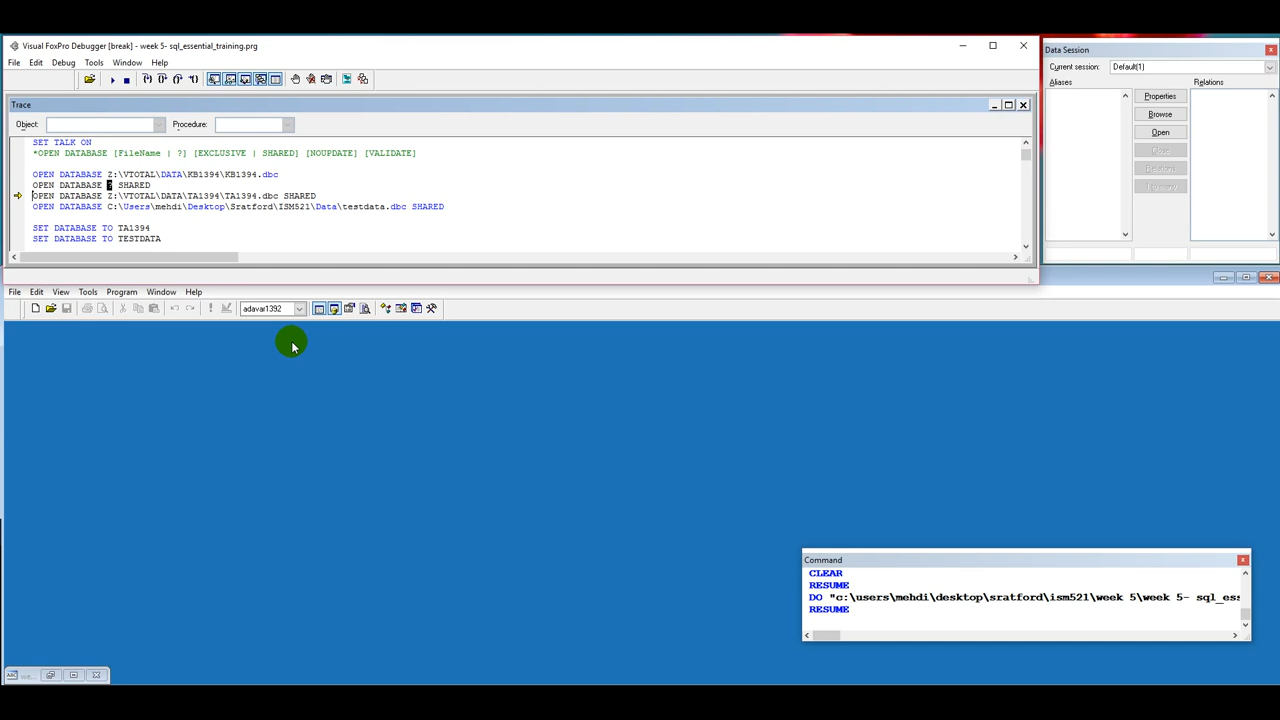 Visual FoxPro Debugger [break] - week 5- sql_essential_training.prg
File Edit Debug Tools Window Help
Trace
Object: Procedure:
SET TALK ON
*OPEN DATABASE [FileName | ?] [EXCLUSIVE | SHARED] [NOUPDATE] [VALIDATE]
OPEN DATABASE Z:\VTOTAL\DATA\KB1394\KB1394.dbc
OPEN DATABASE ? SHARED
OPEN DATABASE Z:\VTOTAL\DATA\TA1394\TA1394.dbc SHARED
OPEN DATABASE C:\Users\mehdi\Desktop\Sratford\ISM521\Data\testdata.dbc SHARED
SET DATABASE TO TA1394
SET DATABASE TO TESTDATA
Data Session
Current session: Default(1)
Aliases Relations
Properties
Browse
Open
Close
Relations
File Edit View Tools Program Window Help
adavar1392
Command
CLEAR
RESUME
DO "c:\users\mehdi\desktop\sratford\ism521\week 5\week 5- sql_ess
RESUME
we...